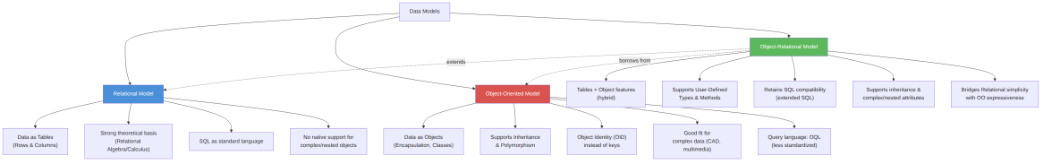 Data Models
Object-Relational Model
extends
borrows from
Relational Model
Object-Oriented Model
Tables + Object features
(hybrid)
Supports User-Defined
Types & Methods
Retains SQL compatibility
(extended SQL)
Supports inheritance &
complex/nested attributes
Bridges Relational simplicity
with OO expressiveness
Data as Tables
(Rows & Columns)
Strong theoretical basis
(Relational
Algebra/Calculus)
SQL as standard language
No native support for
complex/nested objects
Data as Objects
(Encapsulation, Classes)
Supports Inheritance
& Polymorphism
Object Identity (OID)
instead of keys
Good fit for
complex data (CAD,
multimedia)
Query language: OQL
(less standardized)